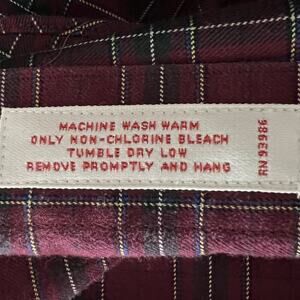 MACHINE WASH WARM
ONLY NON-CHLORINE BLEACH
TUMBLE DRY LOW
REMOVE PROMPTLY AND HANG
RN 93986